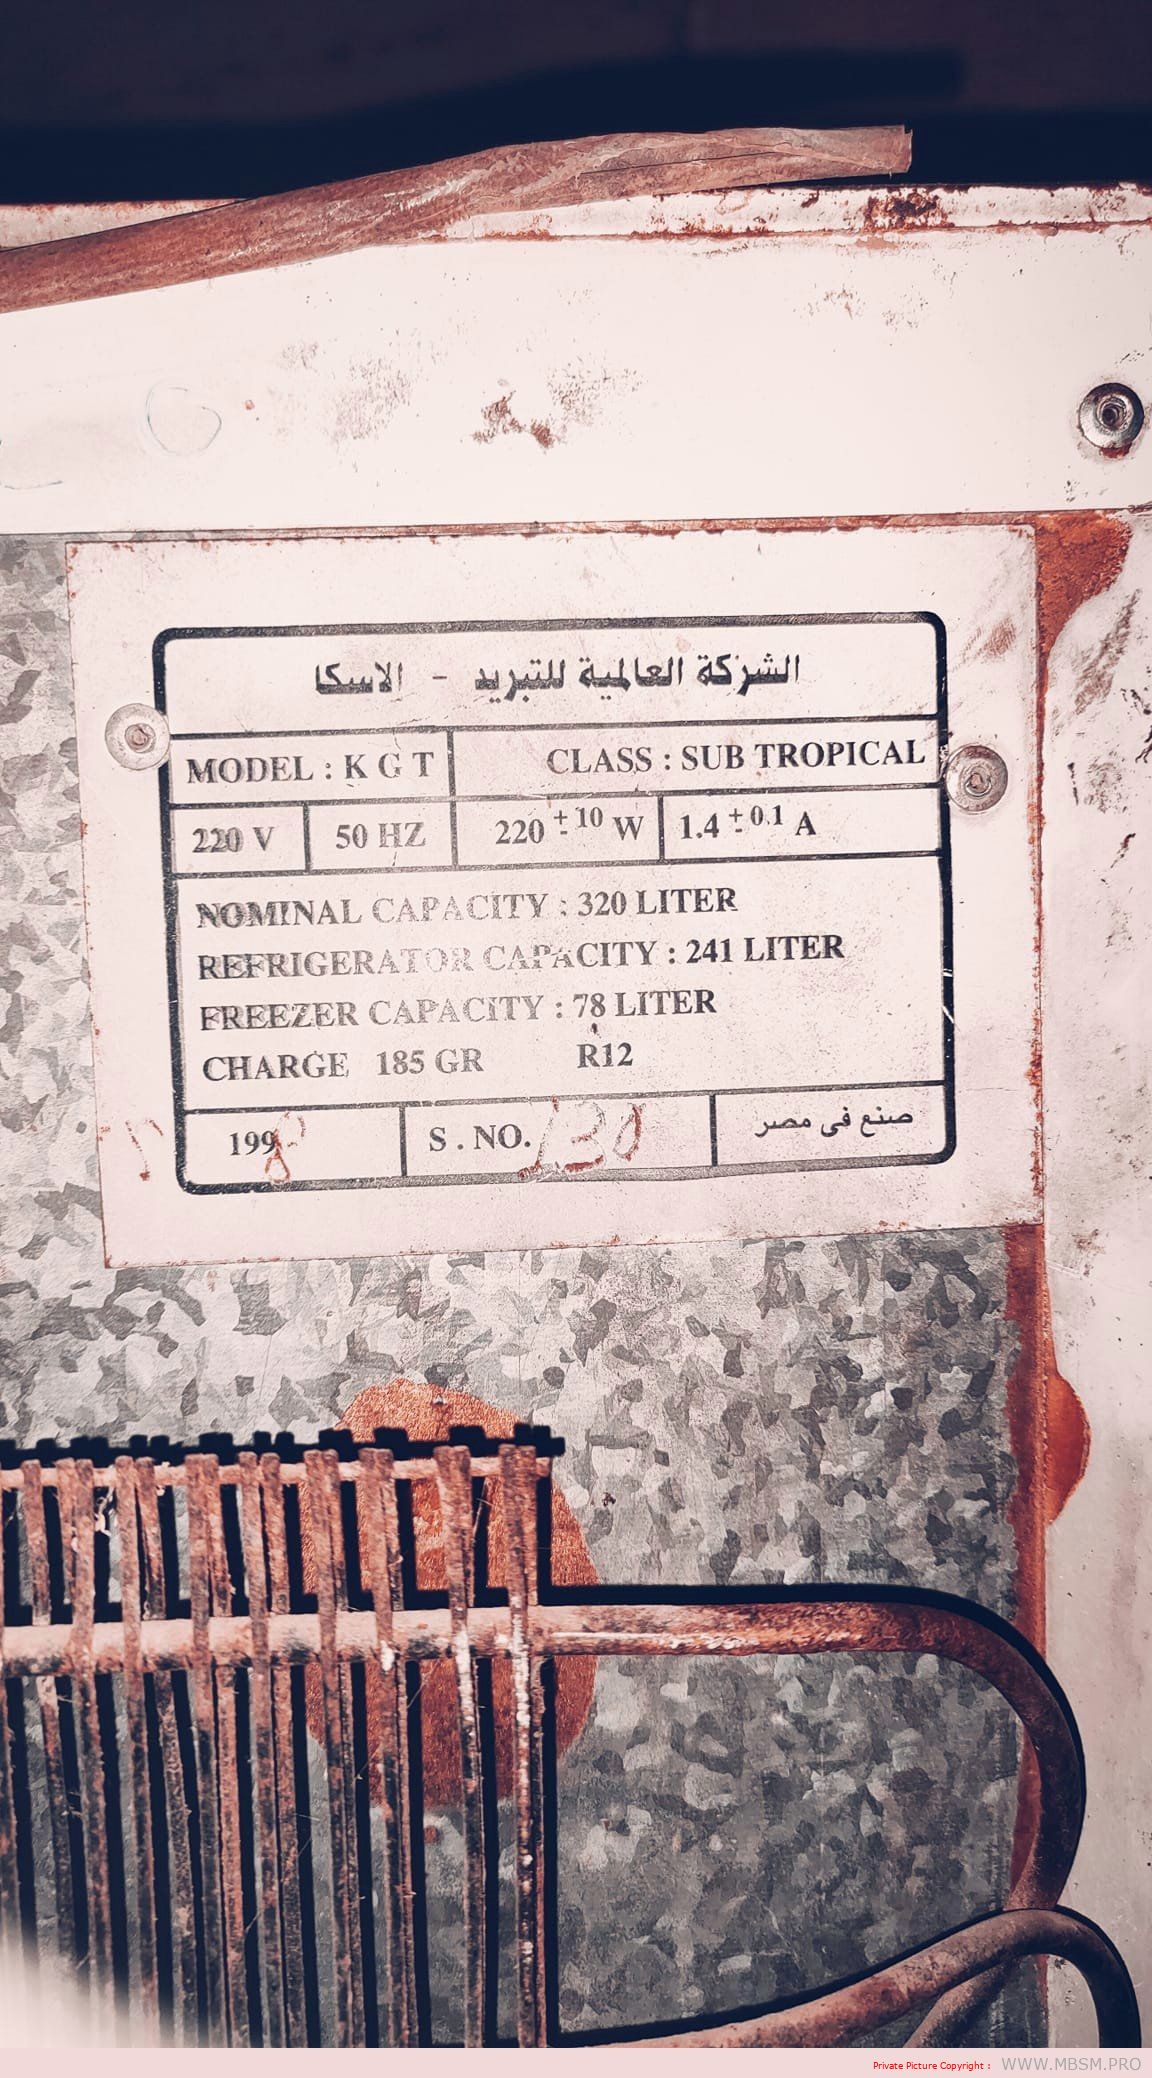 الشركة العالمية للتبريد - الاسكا
MODEL : K G T CLASS : SUB TROPICAL
220 V 50 HZ 220 ± 10 W 1.4 ± 0.1 A
NOMINAL CAPACITY : 320 LITER
REFRIGERATOR CAPACITY : 241 LITER
FREEZER CAPACITY : 78 LITER
CHARGE 185 GR R12
1998 S . NO. 130 صنع فى مصر
Private Picture Copyright : WWW.MBSM.PRO